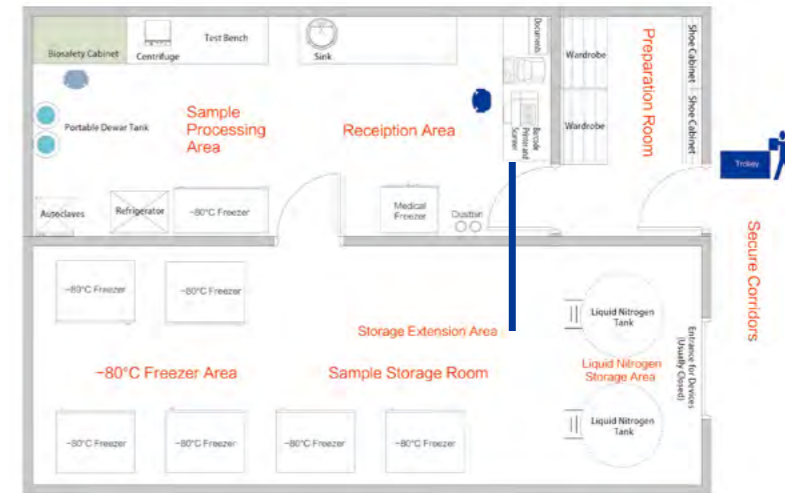 Biosafety Cabinet
Centrifuge
Test Bench
Sink
Documents
Barcode
Printer and
Scanner
Wardrobe
Wardrobe
Preparation Room
Shoe Cabinet
Shoe Cabinet
Portable Dewar Tank
Sample
Processing
Area
Receiption Area
Trolley
Autoclaves
Refrigerator
−80°C Freezer
Medical
Freezer
Dustbin
Secure Corridors
−80°C Freezer
−80°C Freezer
Storage Extension Area
Liquid Nitrogen
Tank
Entrance for Devices
(Usually Closed)
−80°C Freezer Area
Sample Storage Room
Liquid Nitrogen
Storage Area
−80°C Freezer
−80°C Freezer
−80°C Freezer
−80°C Freezer
Liquid Nitrogen
Tank